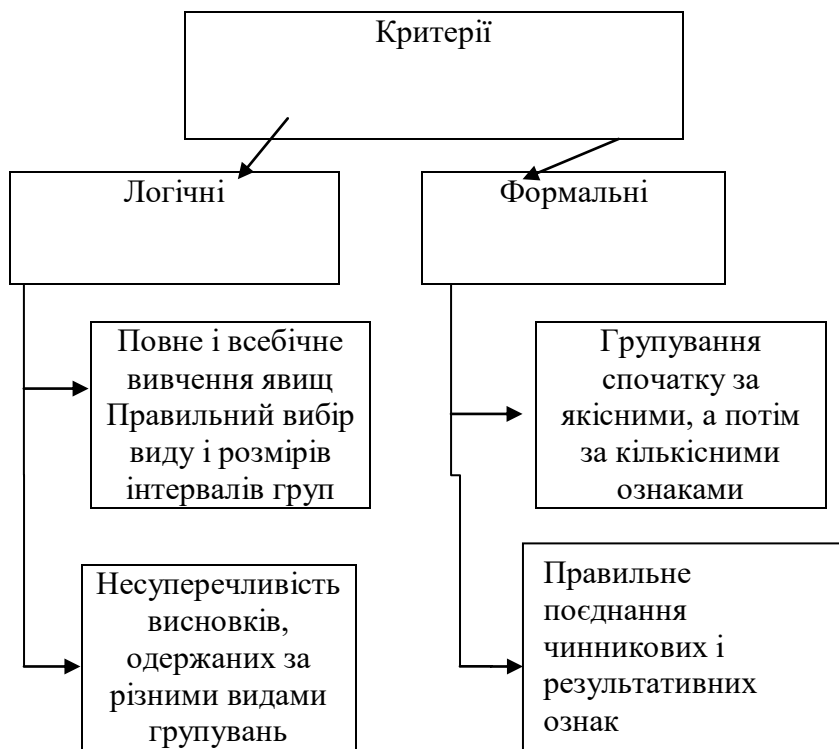 Критерії
Логічні
Формальні
Повне і всебічне
вивчення явищ
Правильний вибір
виду і розмірів
інтервалів груп
Групування
спочатку за
якісними, а потім
за кількісними
ознаками
Несуперечливість
висновків,
одержаних за
різними видами
групувань
Правильне
поєднання
чинникових і
результативних
ознак